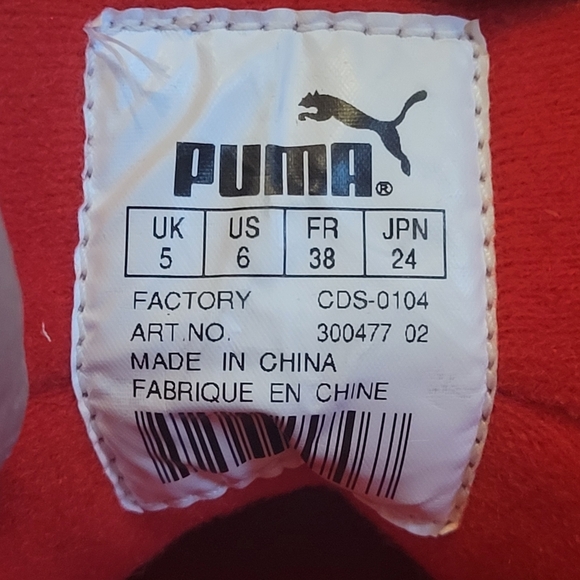 PUMA®
UK US FR JPN
5 6 38 24
FACTORY CDS-0104
ART.NO. 300477 02
MADE IN CHINA
FABRIQUE EN CHINE